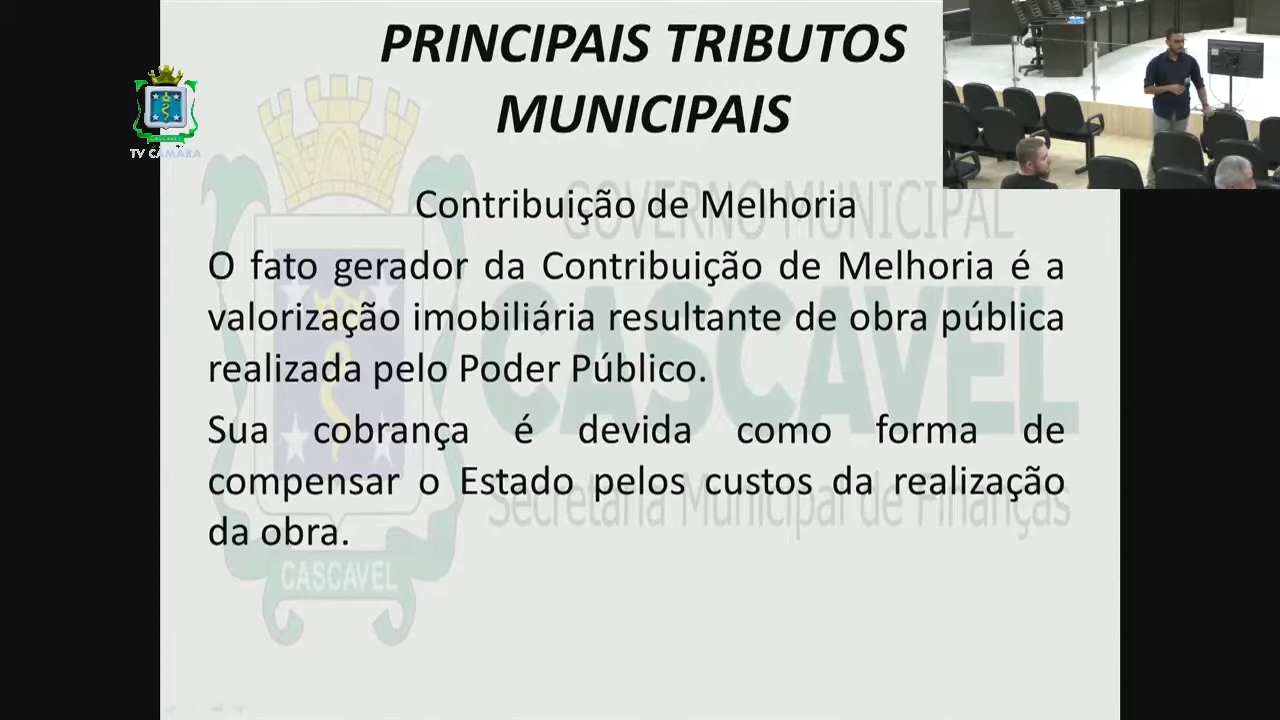 PRINCIPAIS TRIBUTOS
MUNICIPAIS
TV CÂMARA
Contribuição de Melhoria
O fato gerador da Contribuição de Melhoria é a
valorização imobiliária resultante de obra pública
realizada pelo Poder Público.
Sua cobrança é devida como forma de
compensar o Estado pelos custos da realização
da obra.
GOVERNO MUNICIPAL
CASCAVEL
Secretaria Municipal de Finanças
CASCAVEL